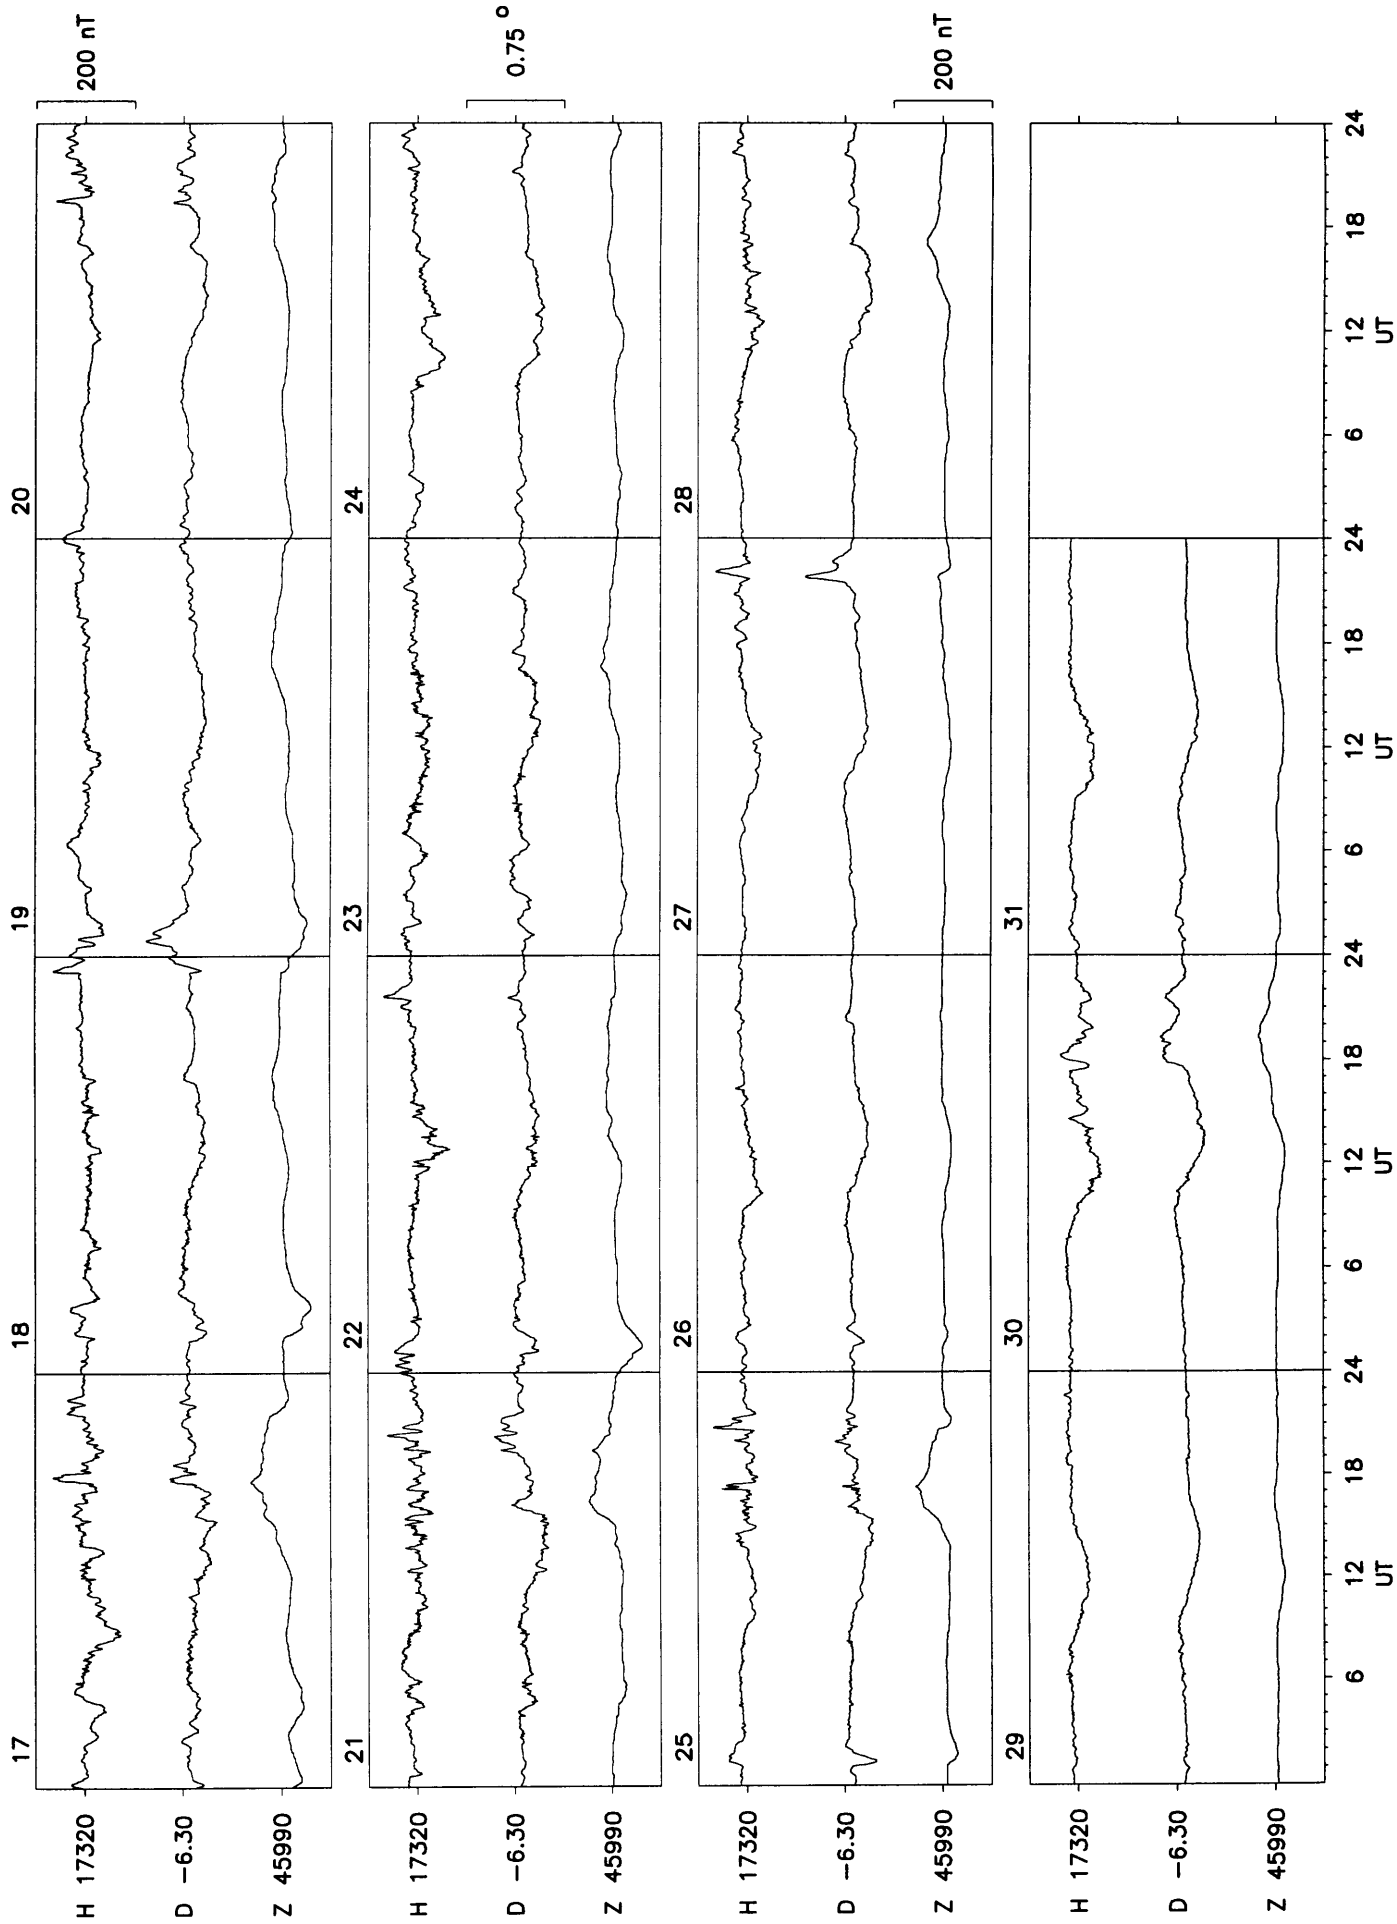 17 18 19 20
H 17320
D -6.30
Z 45990
200 nT
21 22 23 24
H 17320
D -6.30
Z 45990
0.75 °
25 26 27 28
H 17320
D -6.30
Z 45990
200 nT
29 30 31
H 17320
D -6.30
Z 45990
6 12 18 24 6 12 18 24 6 12 18 24 6 12 18 24
UT UT UT UT